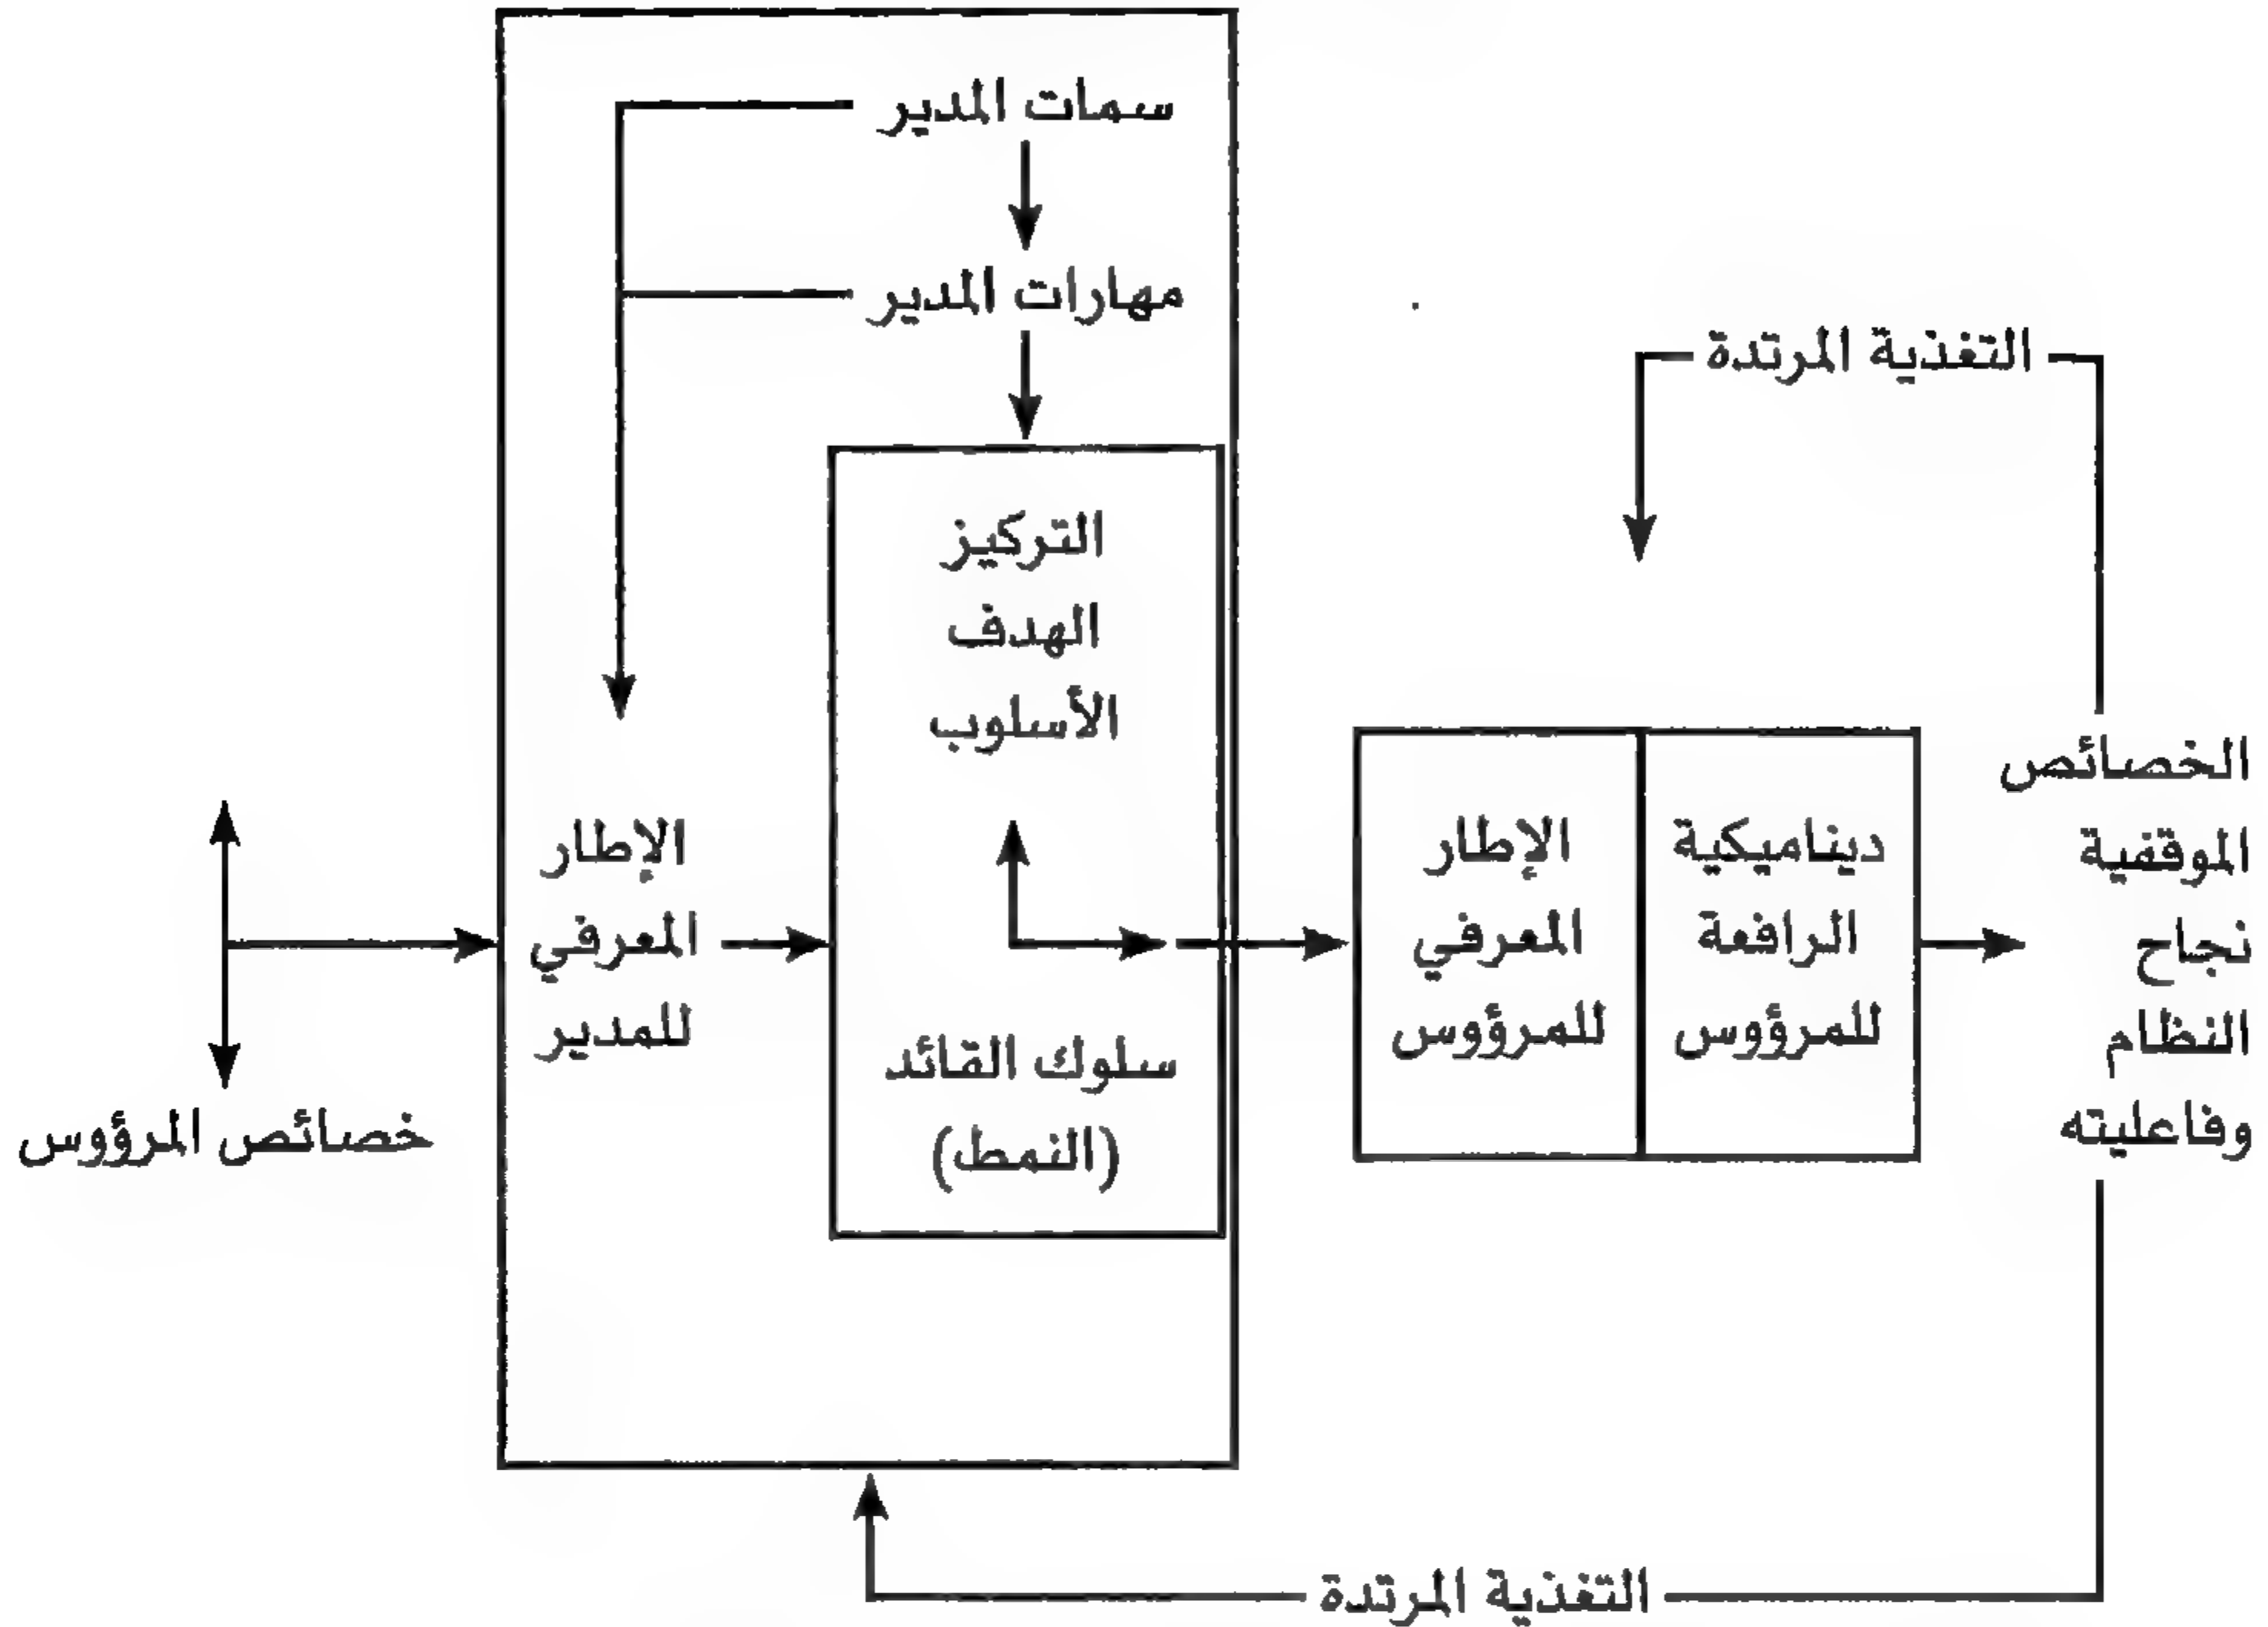 سمات المدير
مهارات المدير
التغذية المرتدة
التركيز
الهدف
الأسلوب
الخصائص
الموقفية
نجاح
النظام
وفاعليته
ديناميكية
الرافعة
للمرؤوس
الإطار
المعرفي
للمرؤوس
سلوك القائد
(النمط)
الإطار
المعرفي
للمدير
خصائص المرؤوس
التغذية المرتدة